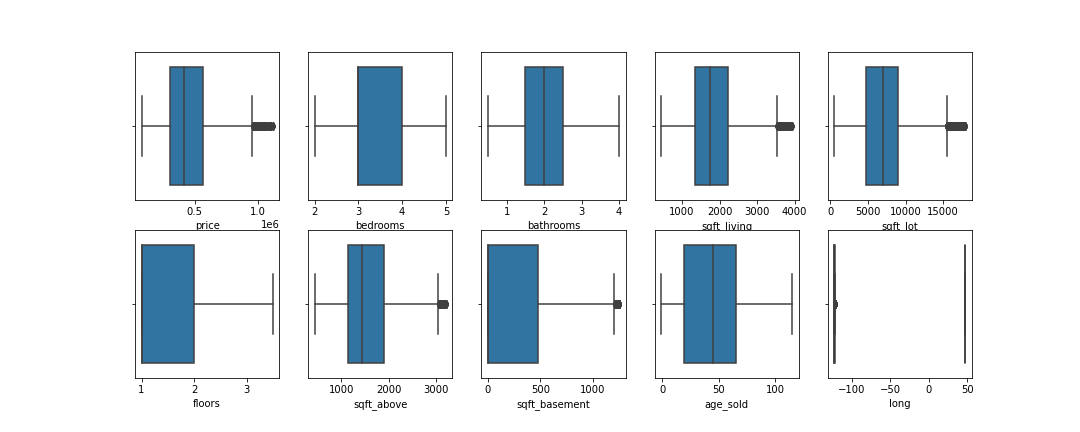 0.5 1.0
price 1e6
2 3 4 5
bedrooms
1 2 3 4
bathrooms
1000 2000 3000 4000
sqft_living
0 5000 10000 15000
sqft_lot
1 2 3
floors
1000 2000 3000
sqft_above
0 500 1000
sqft_basement
0 50 100
age_sold
−100 −50 0 50
long